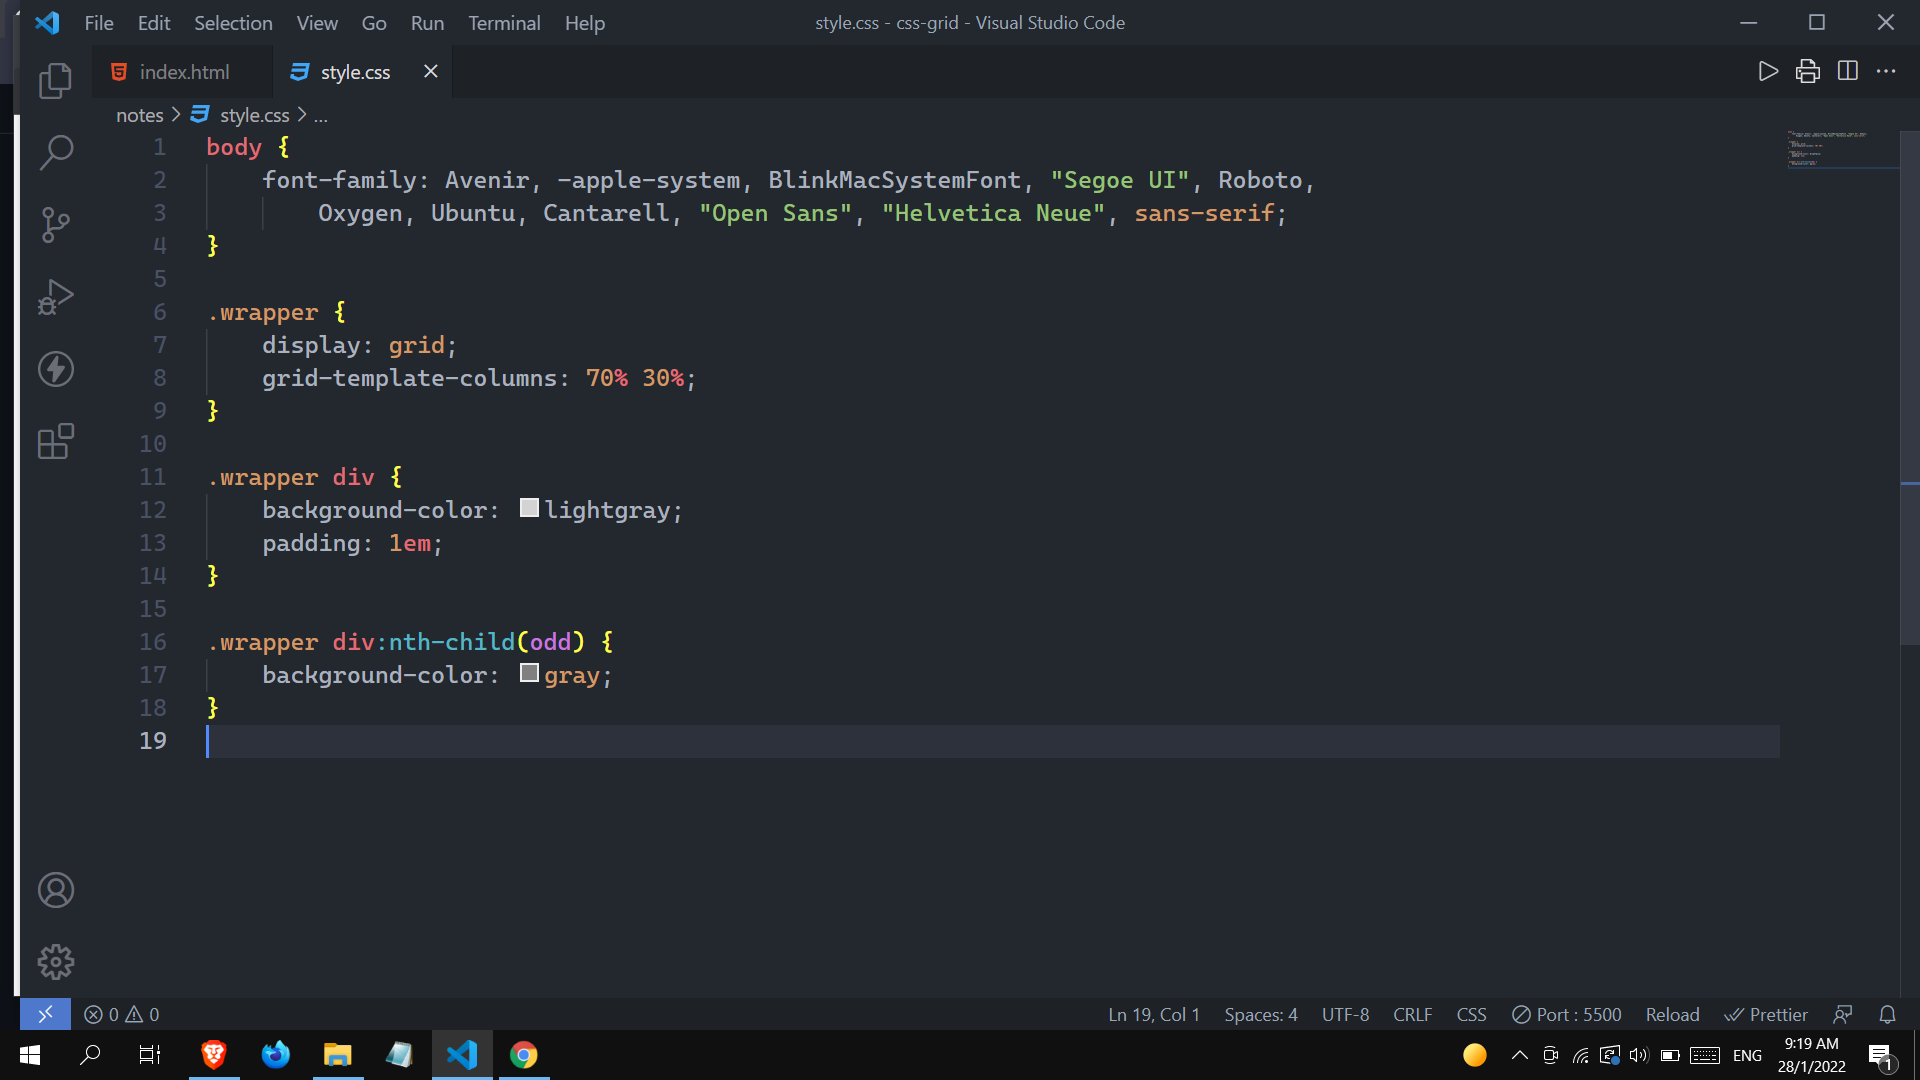 File Edit Selection View Go Run Terminal Help style.css - css-grid - Visual Studio Code
index.html style.css
notes > style.css > ...
1 body {
2     font-family: Avenir, -apple-system, BlinkMacSystemFont, "Segoe UI", Roboto,
3         Oxygen, Ubuntu, Cantarell, "Open Sans", "Helvetica Neue", sans-serif;
4 }
5
6 .wrapper {
7     display: grid;
8     grid-template-columns: 70% 30%;
9 }
10
11 .wrapper div {
12     background-color: lightgray;
13     padding: 1em;
14 }
15
16 .wrapper div:nth-child(odd) {
17     background-color: gray;
18 }
19
0 0 Ln 19, Col 1 Spaces: 4 UTF-8 CRLF CSS Port : 5500 Reload Prettier
ENG 9:19 AM
28/1/2022 1